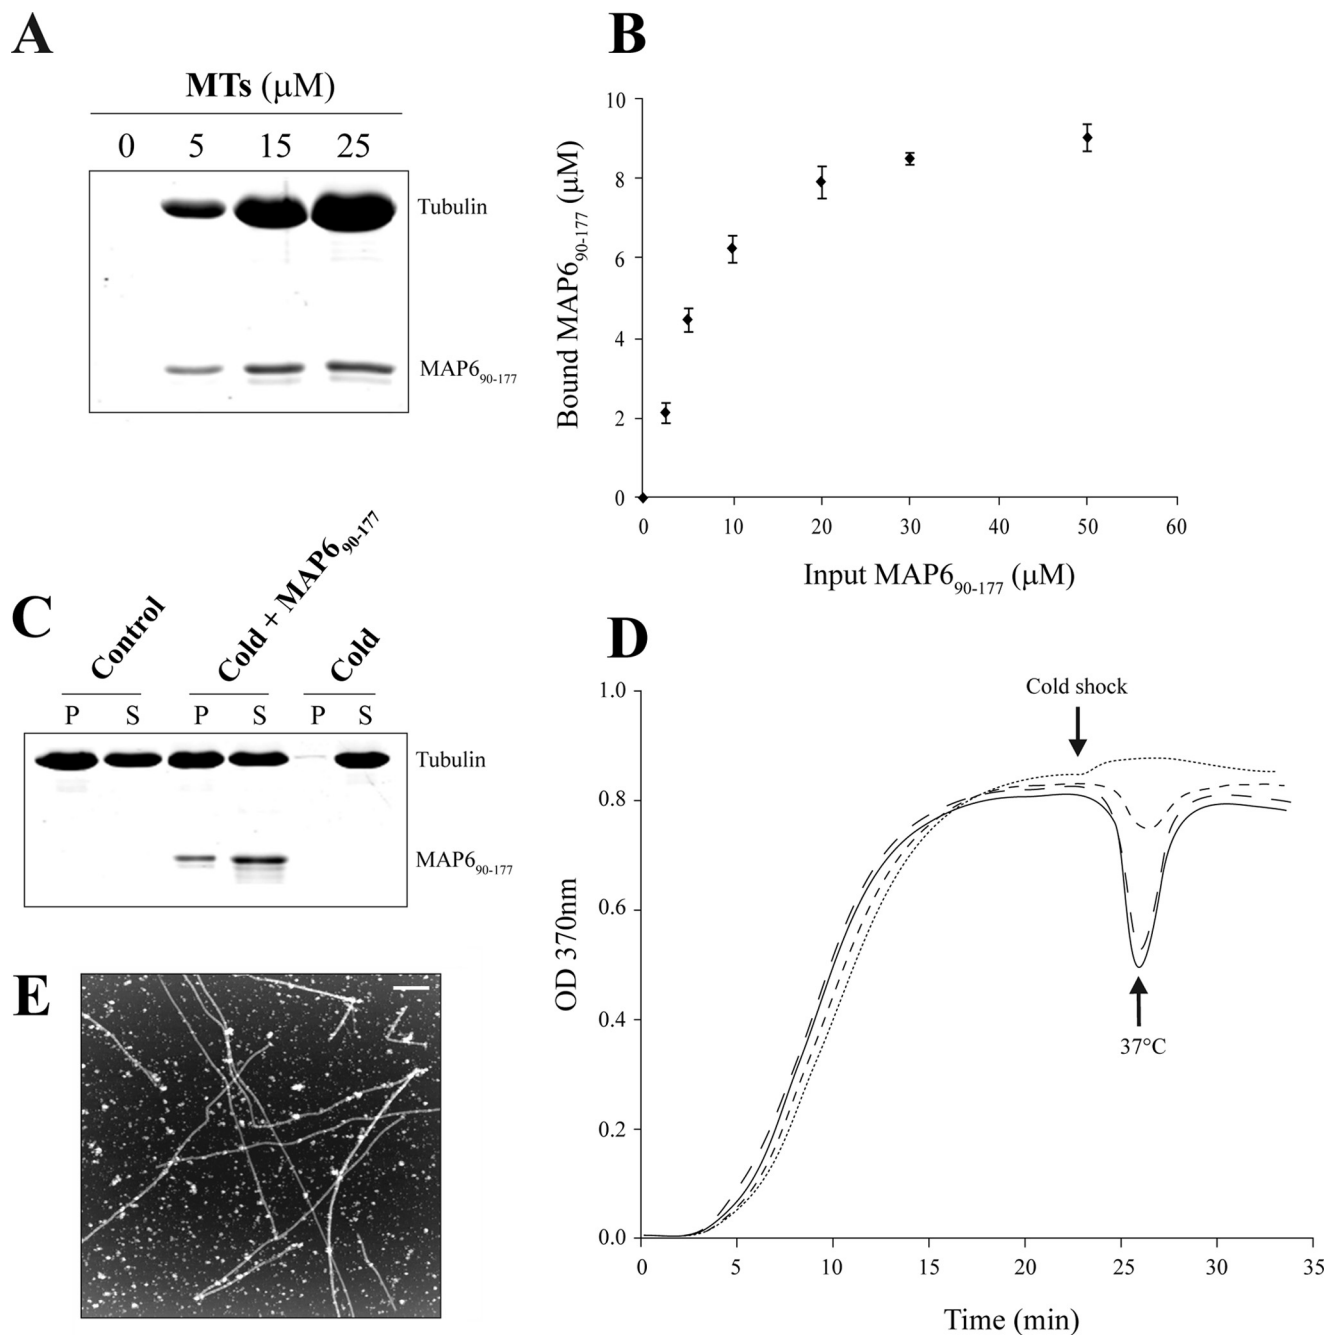 A
MTs (μM)
0 5 15 25
Tubulin
MAP6₉₀₋₁₇₇
B
10
8
6
4
2
0
Bound MAP6₉₀₋₁₇₇ (μM)
0 10 20 30 40 50 60
Input MAP6₉₀₋₁₇₇ (μM)
C
Control
Cold + MAP6₉₀₋₁₇₇
Cold
P S P S P S
Tubulin
MAP6₉₀₋₁₇₇
D
Cold shock
1.0
0.8
0.6
0.4
0.2
0.0
OD 370nm
37°C
0 5 10 15 20 25 30 35
Time (min)
E